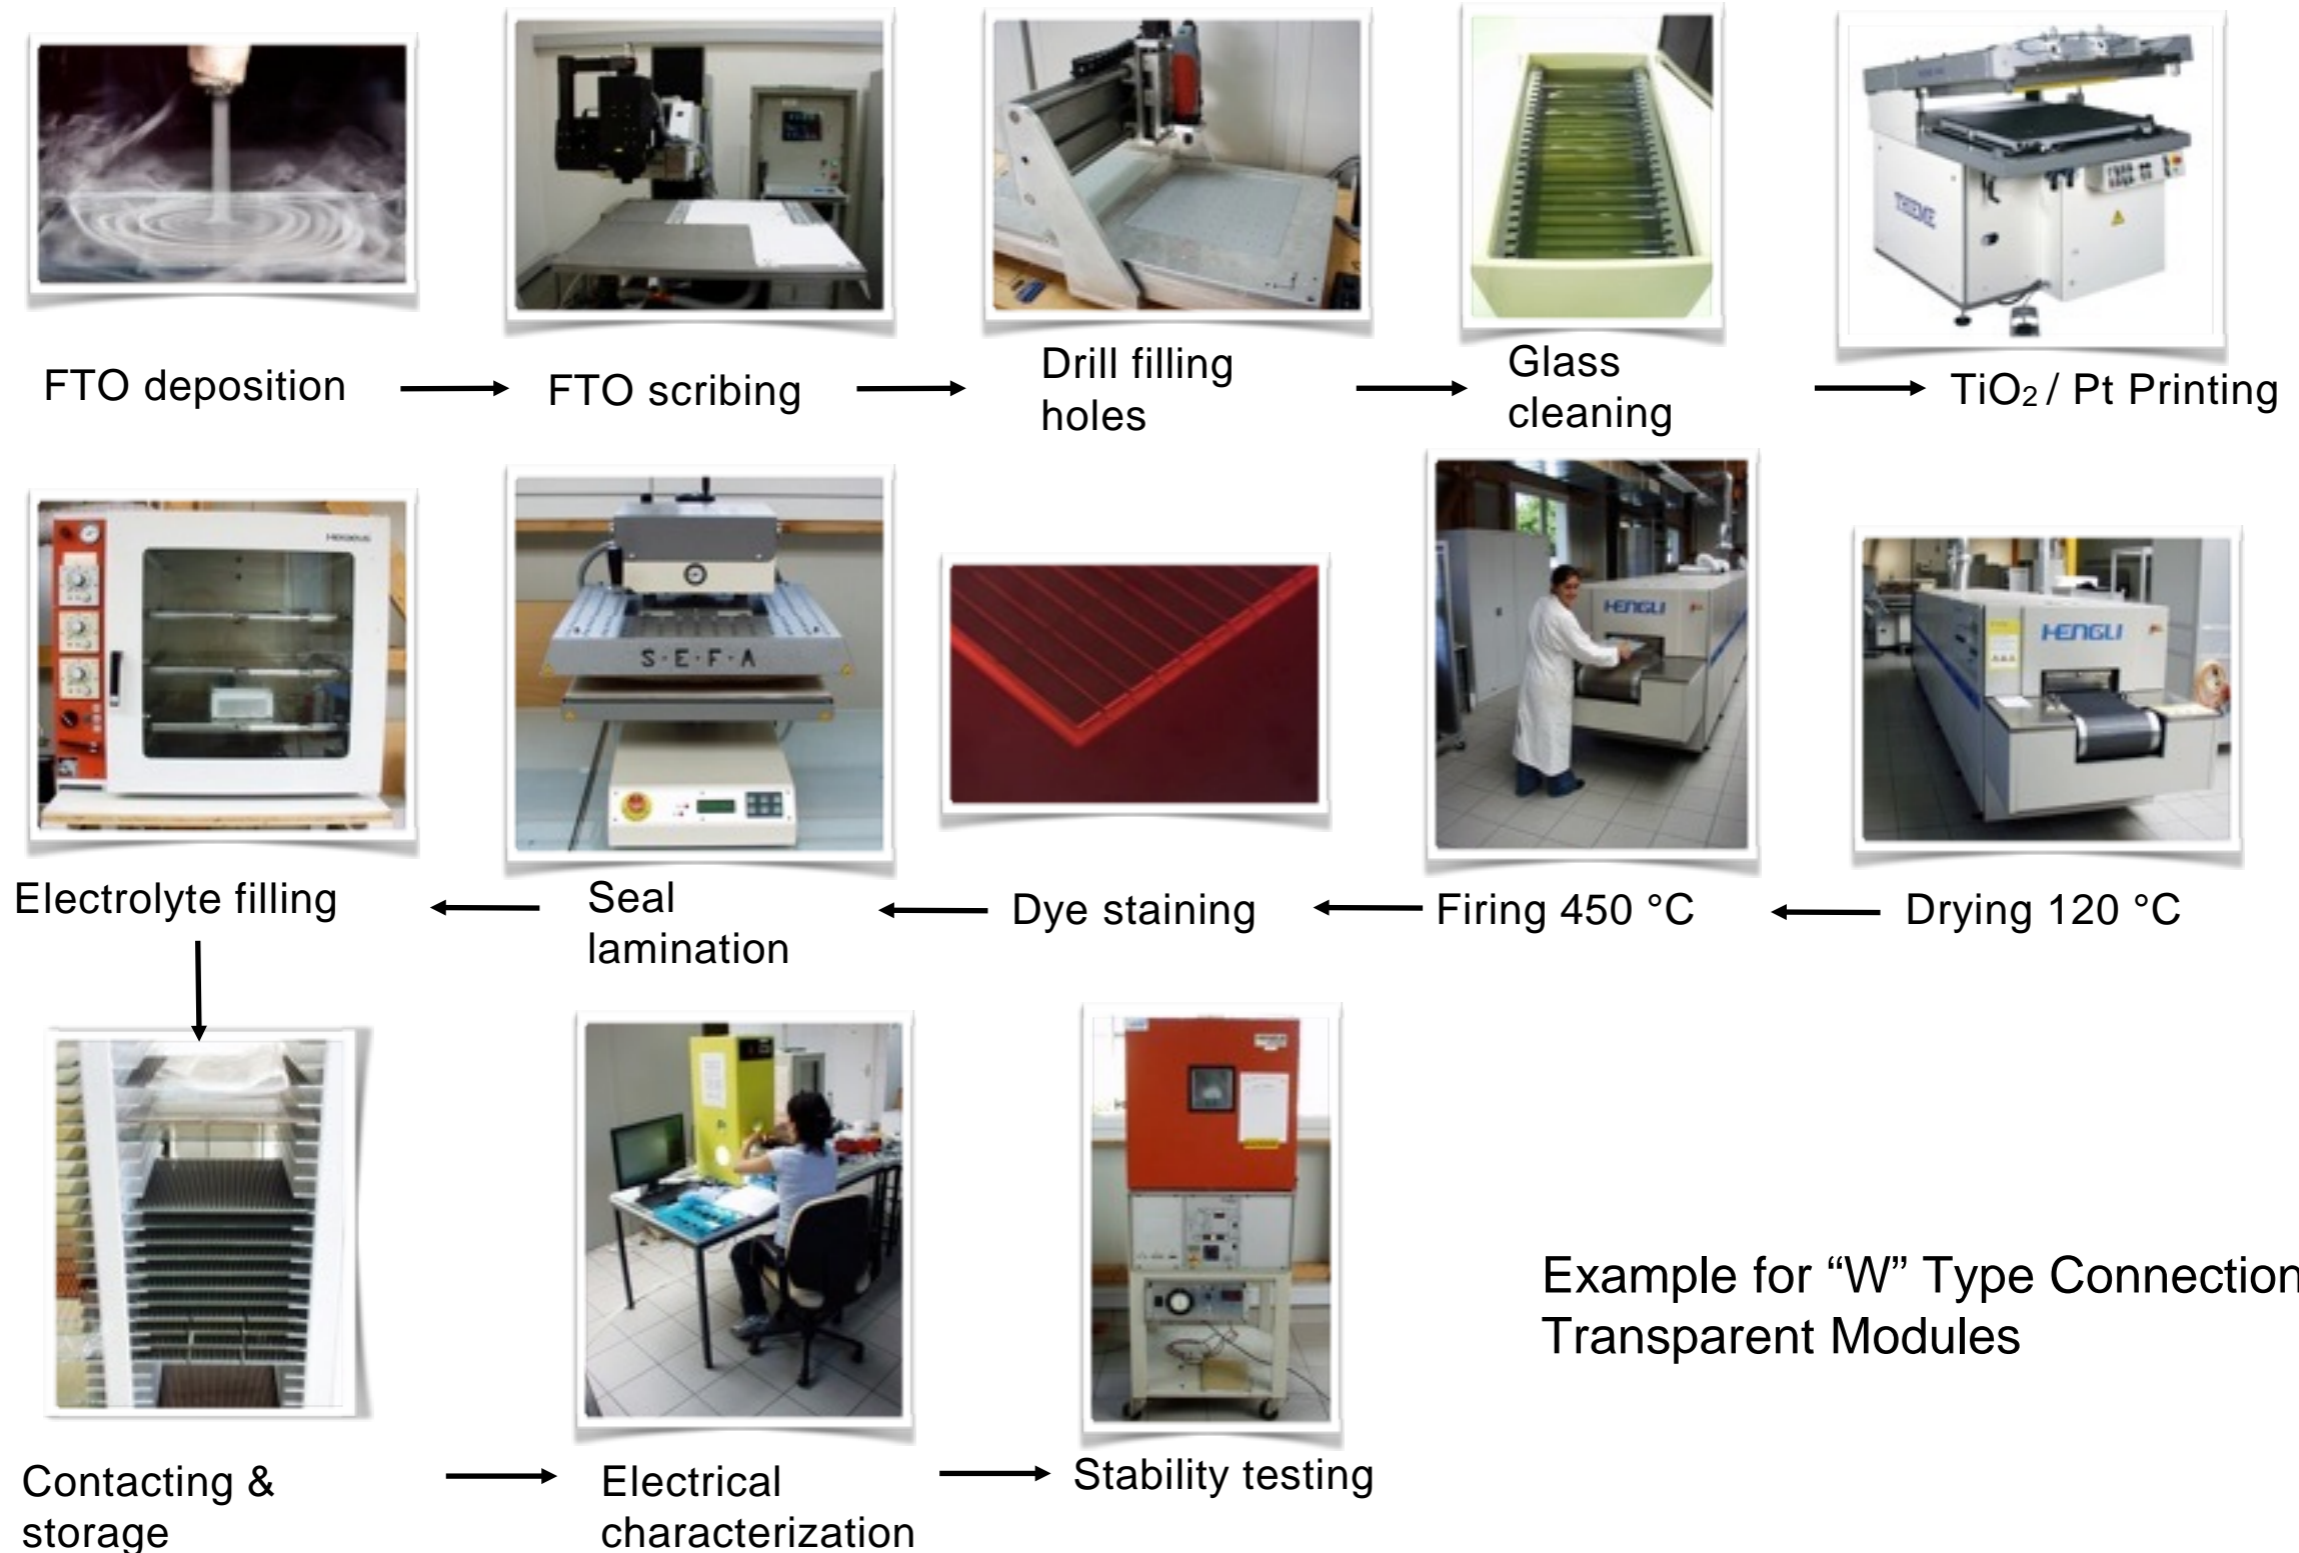 FTO deposition
FTO scribing
Drill filling
holes
Glass
cleaning
TiO₂ / Pt Printing
THIEME
Heraeus
S·E·F·A
HENGLI
HENGLI
Electrolyte filling
Seal
lamination
Dye staining
Firing 450 °C
Drying 120 °C
Contacting &
storage
Electrical
characterization
Stability testing
Example for “W” Type Connection
Transparent Modules